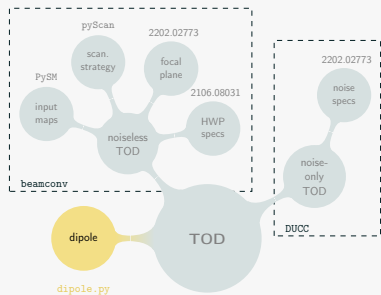 pyScan
scan.
strategy
2202.02773
focal
plane
PySM
input
maps
2106.08031
HWP
specs
noiseless
TOD
beamconv
2202.02773
noise
specs
noise-
only
TOD
DUCC
dipole
TOD
dipole.py